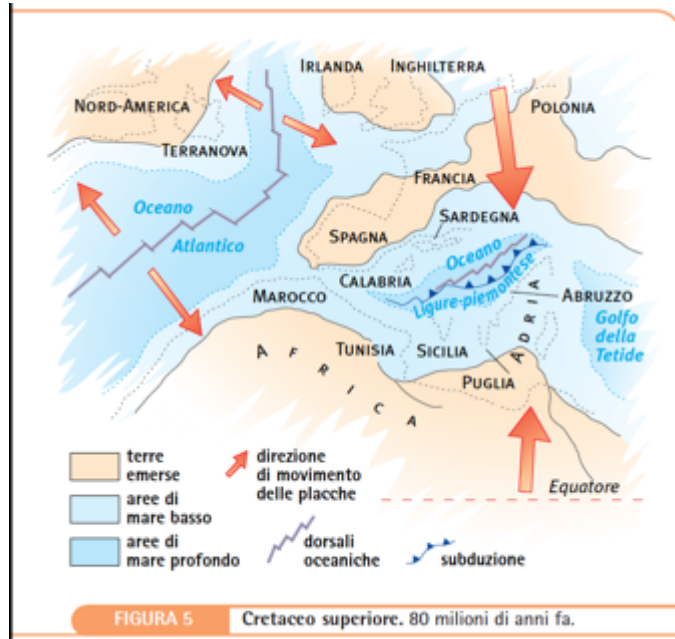 IRLANDA
INGHILTERRA
NORD-AMERICA
POLONIA
TERRANOVA
FRANCIA
Oceano
Atlantico
SARDEGNA
SPAGNA
Oceano
Ligure-piemontese
CALABRIA
MAROCCO
ABRUZZO
Golfo
della
Tetide
ADRIA
TUNISIA
SICILIA
AFRICA
PUGLIA
Equatore
terre
emerse
direzione
di movimento
delle placche
aree di
mare basso
aree di
mare profondo
dorsali
oceaniche
subduzione
FIGURA 5 Cretaceo superiore. 80 milioni di anni fa.